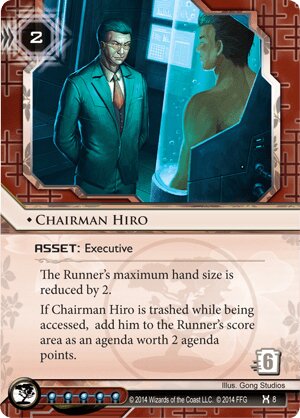 2
• CHAIRMAN HIRO
ASSET: Executive
The Runner's maximum hand size is
reduced by 2.
If Chairman Hiro is trashed while being
accessed, add him to the Runner's score
area as an agenda worth 2 agenda
points.
6
Illus. Gong Studios
© 2014 Wizards of the Coast LLC. © 2014 FFG 8